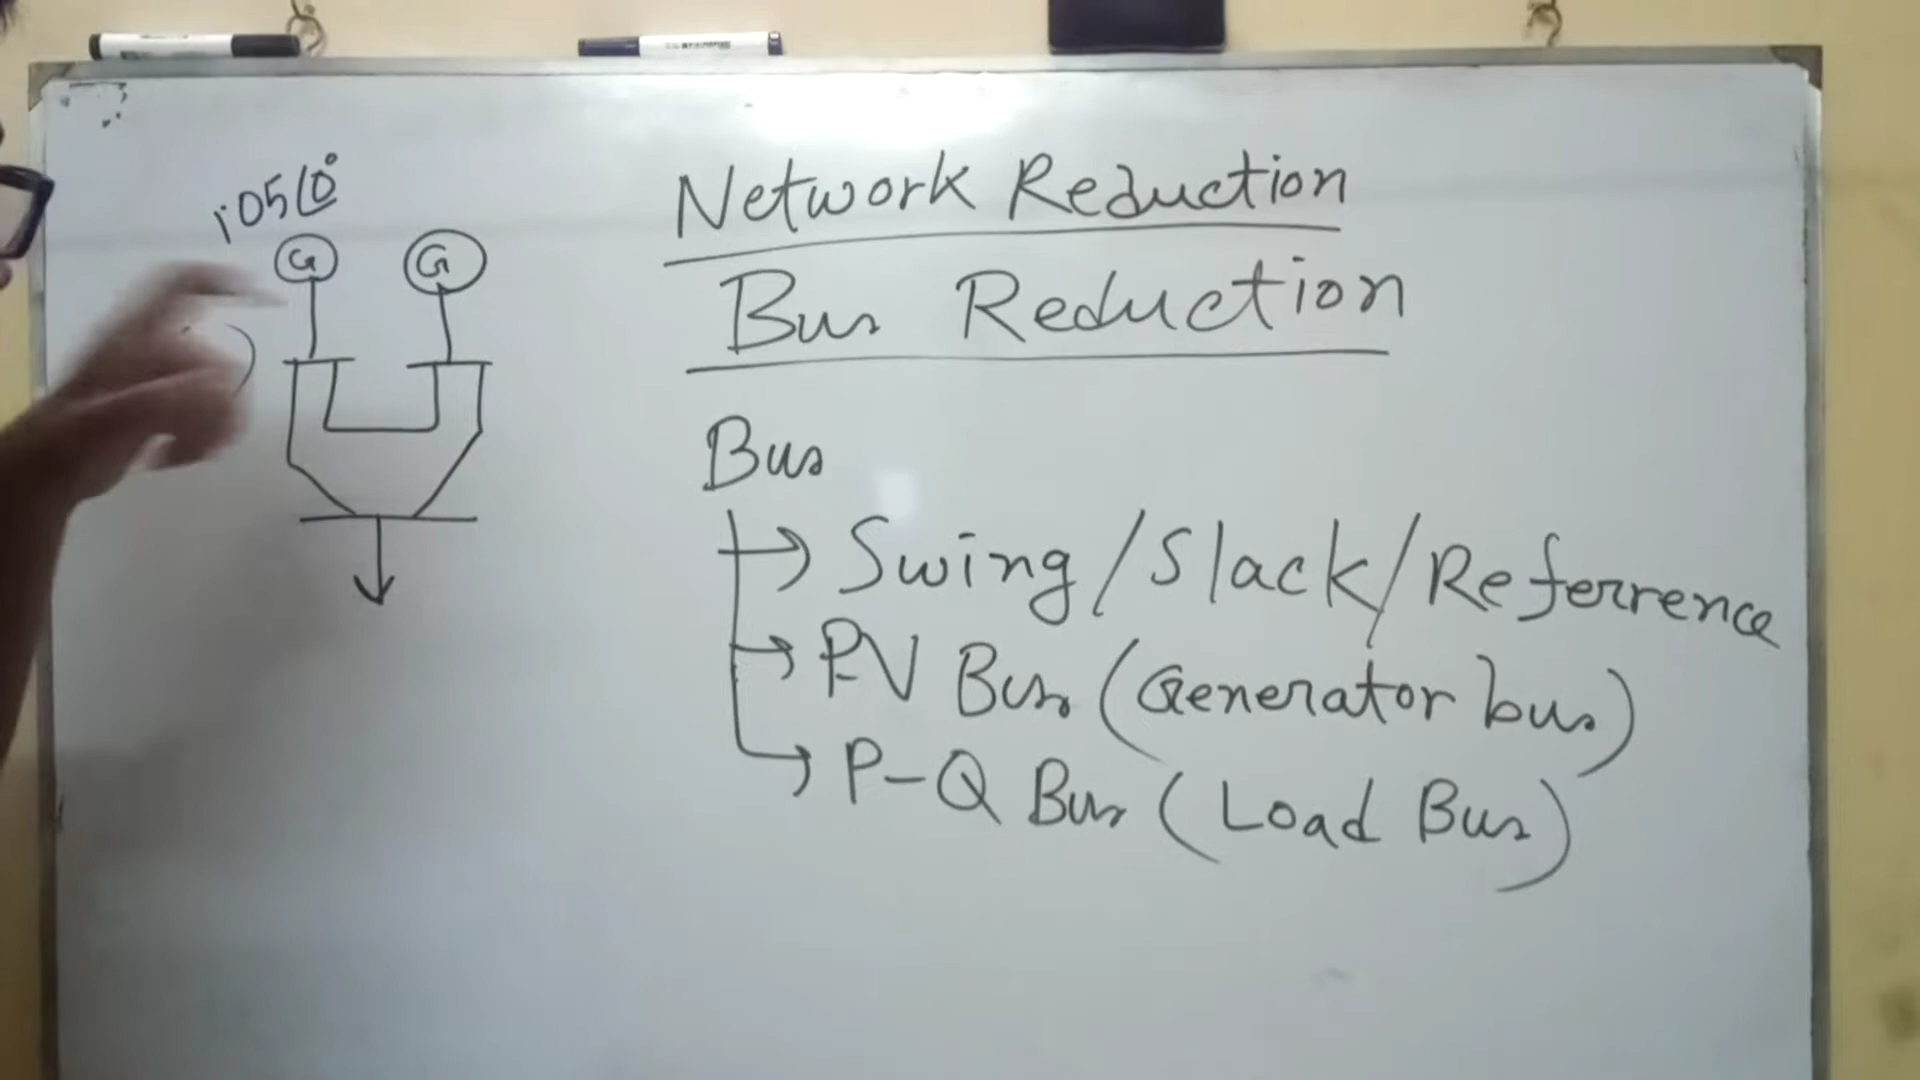 1.05∠0°
G G
Network Reduction
Bus Reduction
Bus
→ Swing/Slack/Referrence
→ PV Bus (Generator bus)
→ P-Q Bus (Load Bus)